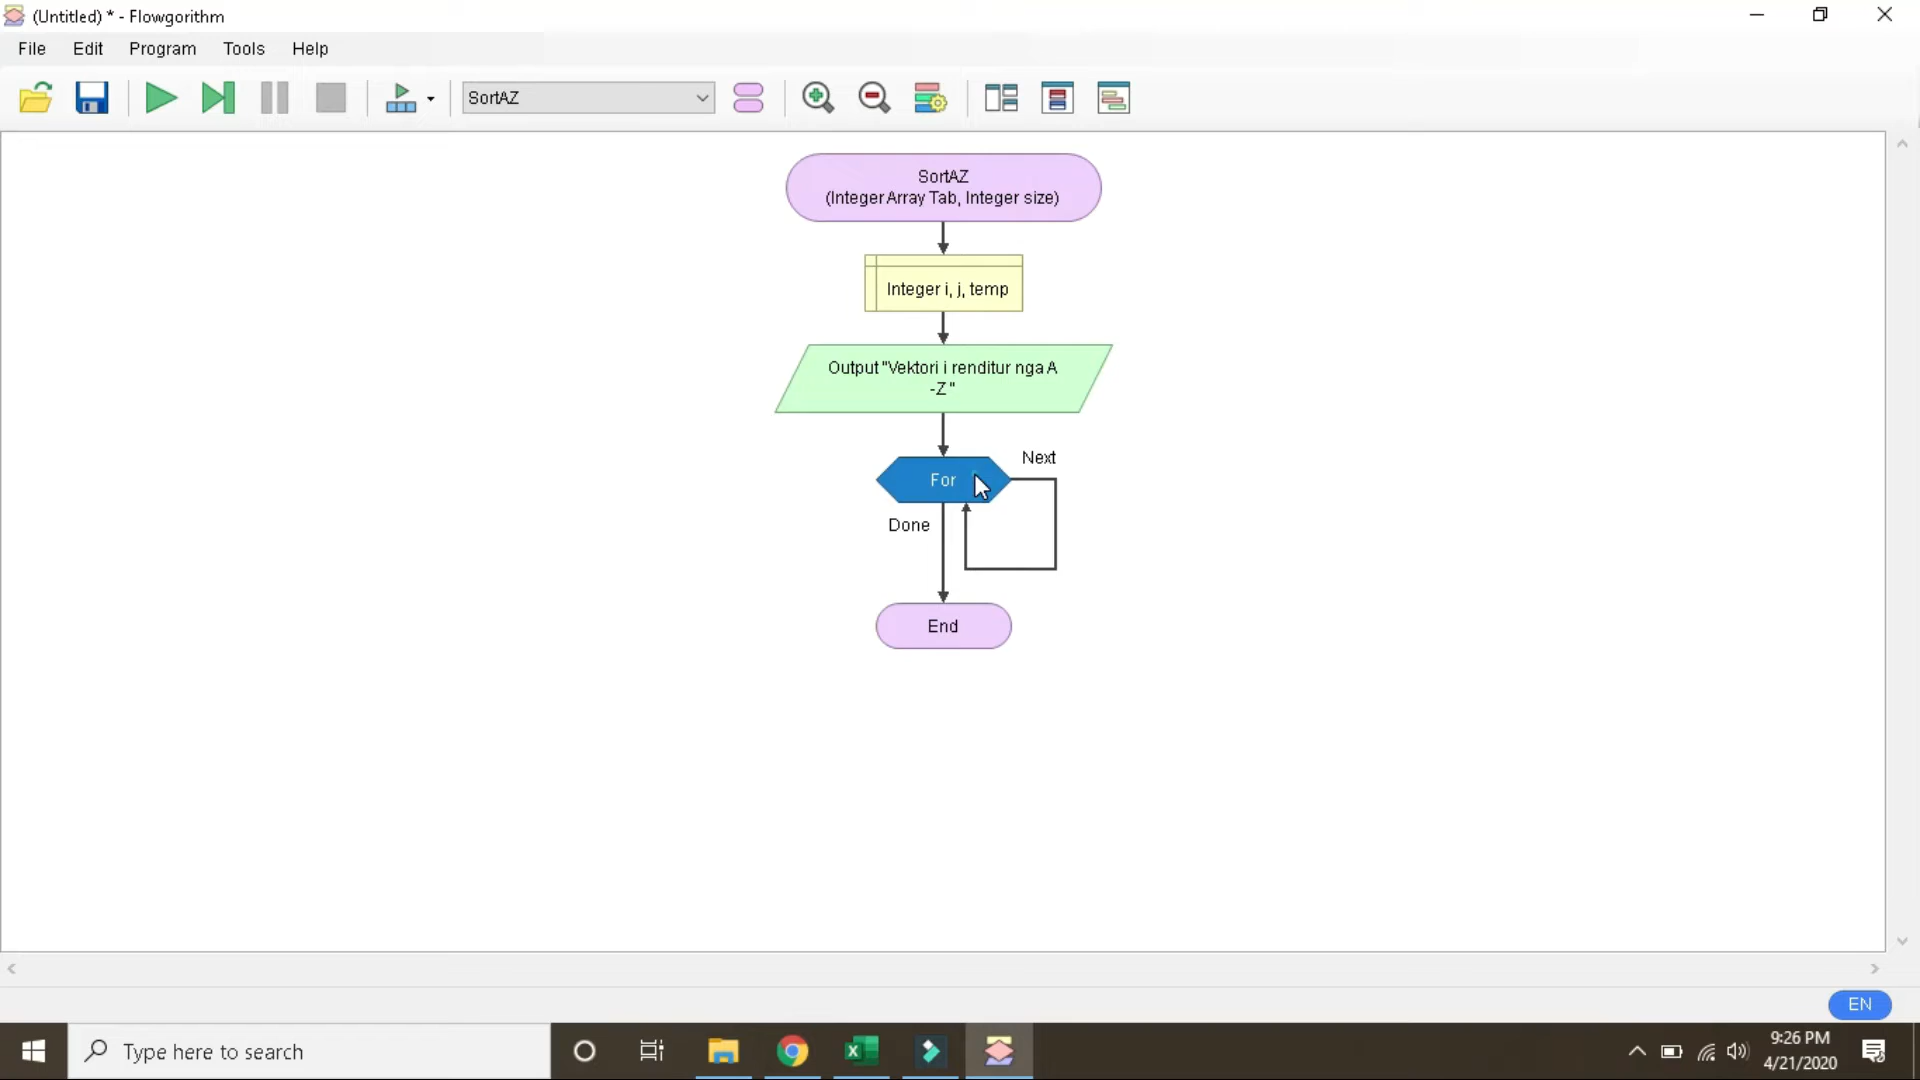 (Untitled) * - Flowgorithm
File Edit Program Tools Help
SortAZ
SortAZ
(Integer Array Tab, Integer size)
Integer i, j, temp
Output "Vektori i renditur nga A
-Z "
For
Next
Done
End
EN
Type here to search
9:26 PM
4/21/2020